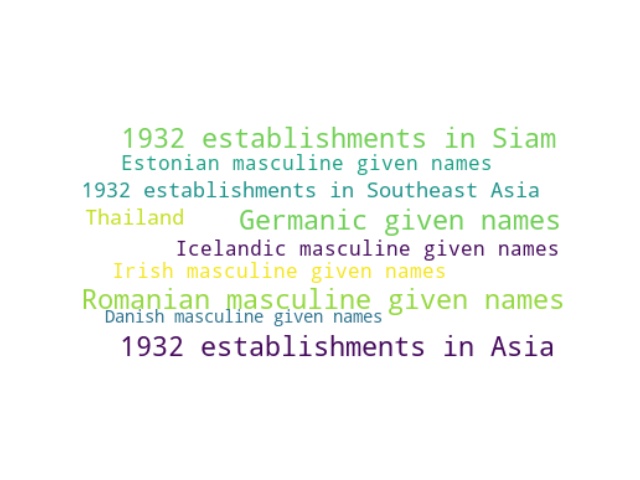 1932 establishments in Siam
Estonian masculine given names
1932 establishments in Southeast Asia
Thailand
Germanic given names
Icelandic masculine given names
Irish masculine given names
Romanian masculine given names
Danish masculine given names
1932 establishments in Asia